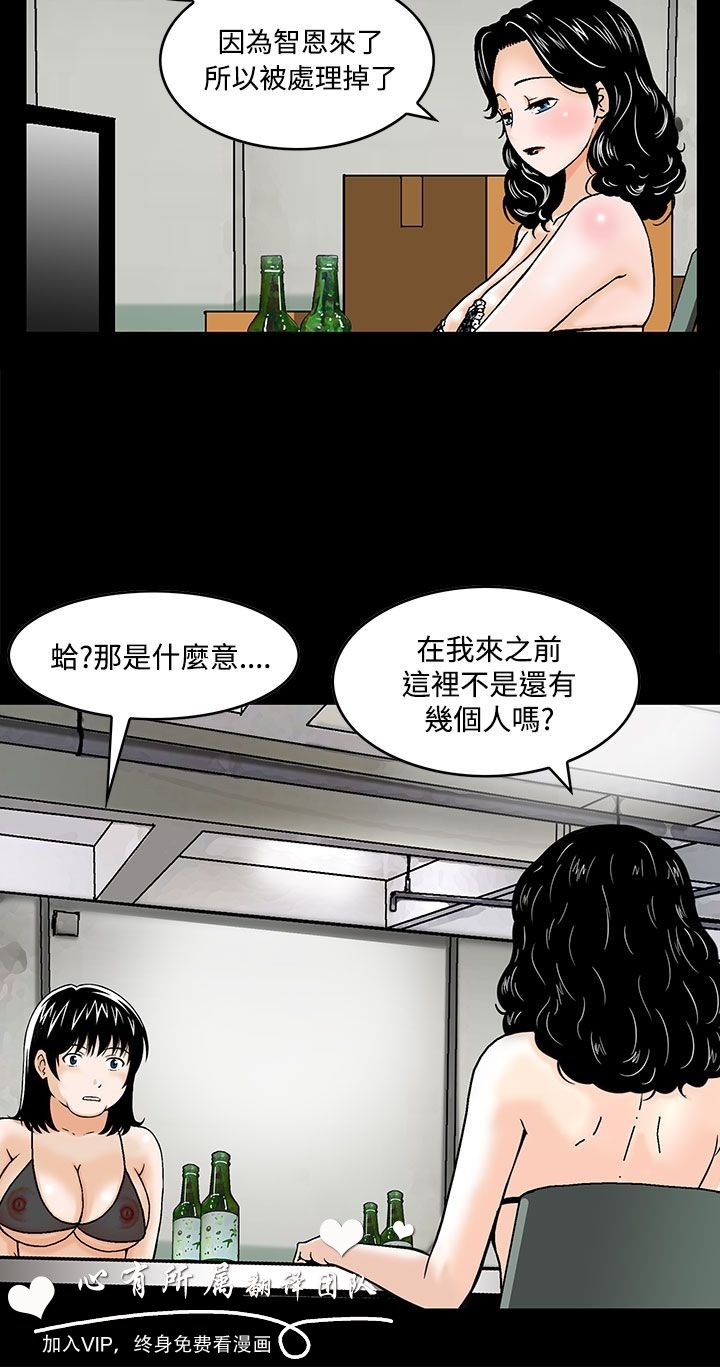 因為智恩來了
所以被處理掉了
蛤?那是什麼意....
在我來之前
這裡不是還有
幾個人嗎?
心有所属翻译团队
加入VIP，终身免费看漫画